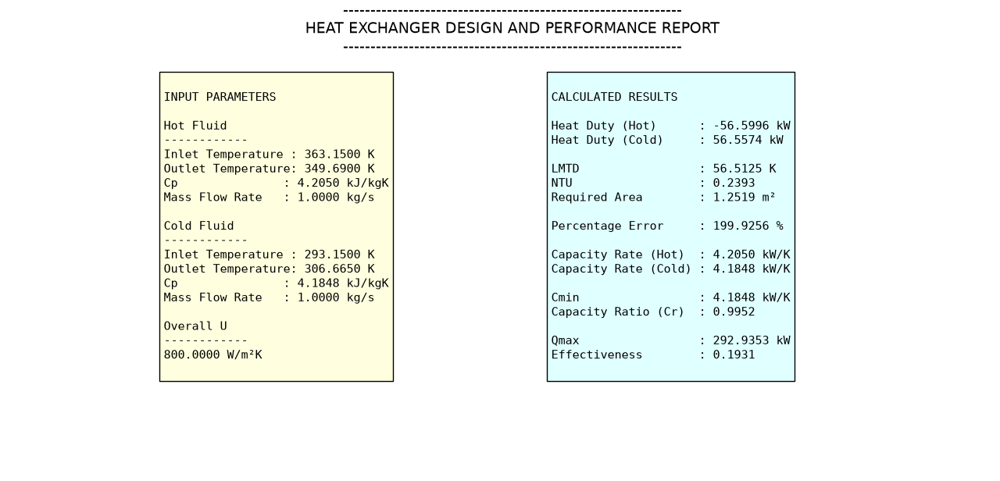 --------------------------------------------------------------
HEAT EXCHANGER DESIGN AND PERFORMANCE REPORT
--------------------------------------------------------------
INPUT PARAMETERS
Hot Fluid
------------
Inlet Temperature : 363.1500 K
Outlet Temperature: 349.6900 K
Cp               : 4.2050 kJ/kgK
Mass Flow Rate   : 1.0000 kg/s
Cold Fluid
------------
Inlet Temperature : 293.1500 K
Outlet Temperature: 306.6650 K
Cp               : 4.1848 kJ/kgK
Mass Flow Rate   : 1.0000 kg/s
Overall U
------------
800.0000 W/m²K
CALCULATED RESULTS
Heat Duty (Hot)      : -56.5996 kW
Heat Duty (Cold)     : 56.5574 kW
LMTD                 : 56.5125 K
NTU                  : 0.2393
Required Area        : 1.2519 m²
Percentage Error     : 199.9256 %
Capacity Rate (Hot)  : 4.2050 kW/K
Capacity Rate (Cold) : 4.1848 kW/K
Cmin                 : 4.1848 kW/K
Capacity Ratio (Cr)  : 0.9952
Qmax                 : 292.9353 kW
Effectiveness        : 0.1931